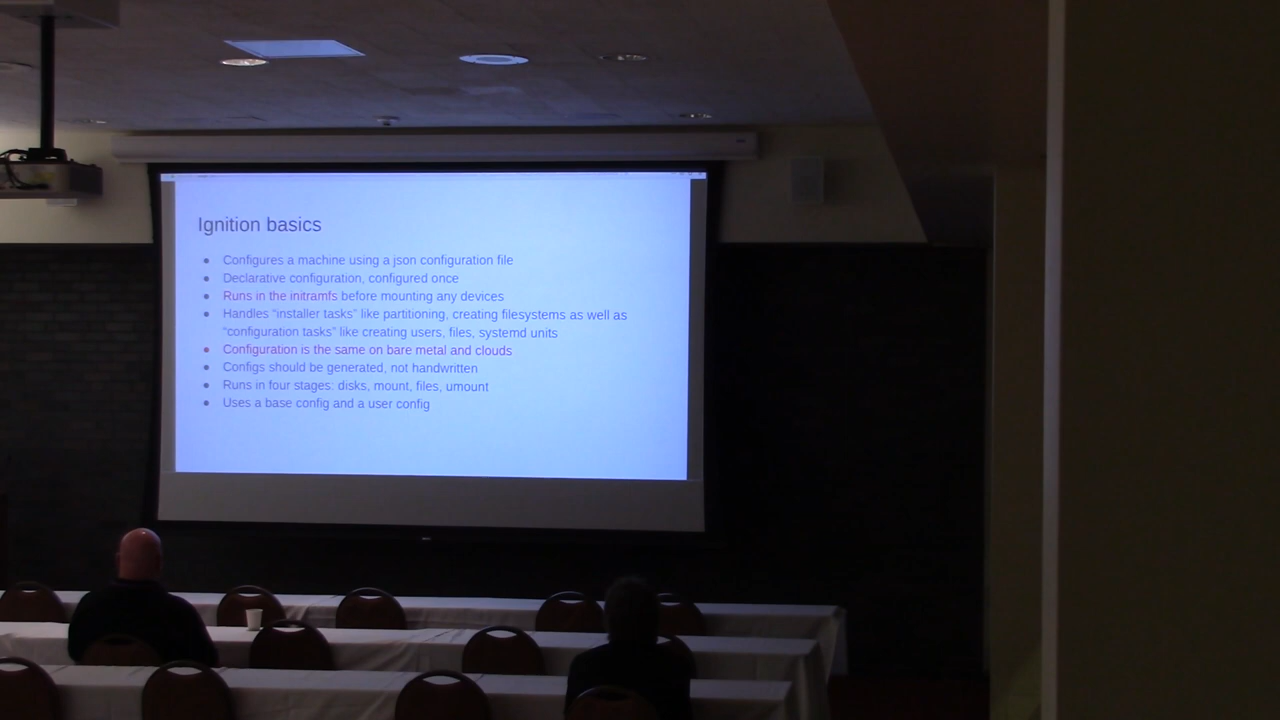 Ignition basics
● Configures a machine using a json configuration file
● Declarative configuration, configured once
● Runs in the initramfs before mounting any devices
● Handles “installer tasks” like partitioning, creating filesystems as well as
“configuration tasks” like creating users, files, systemd units
● Configuration is the same on bare metal and clouds
● Configs should be generated, not handwritten
● Runs in four stages: disks, mount, files, umount
● Uses a base config and a user config